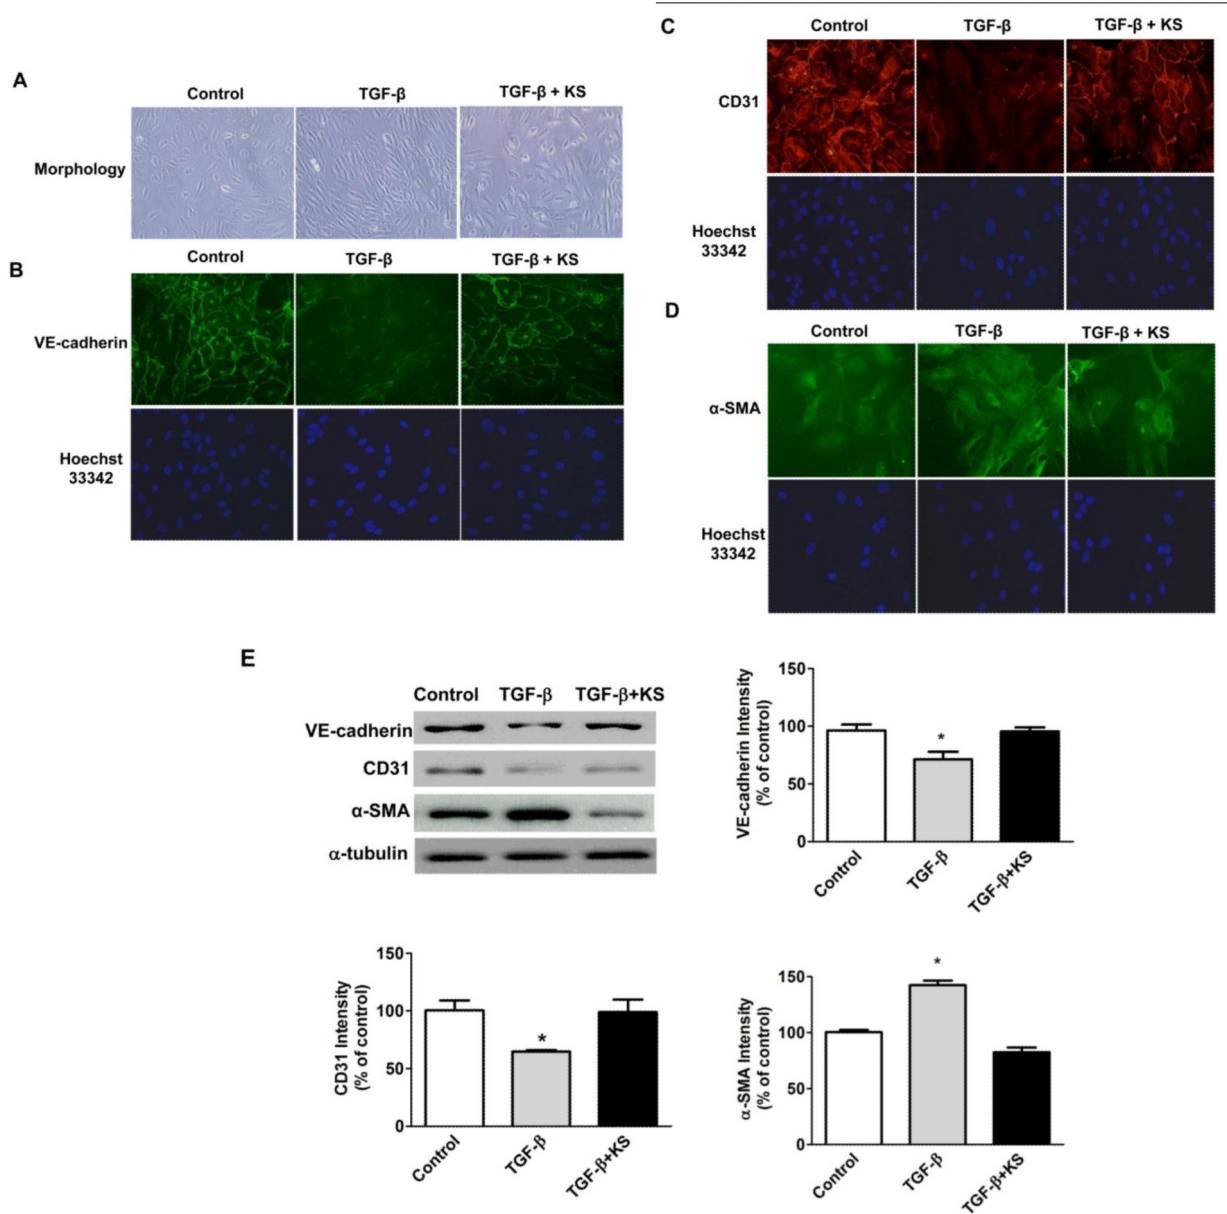 A
Control TGF-β TGF-β + KS
Morphology
B
Control TGF-β TGF-β + KS
VE-cadherin
Hoechst
33342
C
Control TGF-β TGF-β + KS
CD31
Hoechst
33342
D
Control TGF-β TGF-β + KS
α-SMA
Hoechst
33342
E
Control TGF-β TGF-β+KS
VE-cadherin
CD31
α-SMA
α-tubulin
VE-cadherin Intensity
(% of control)
150
100
50
0
*
Control TGF-β TGF-β+KS
CD31 Intensity
(% of control)
150
100
50
0
*
Control TGF-β TGF-β+KS
α-SMA Intensity
(% of control)
150
100
50
0
*
Control TGF-β TGF-β+KS